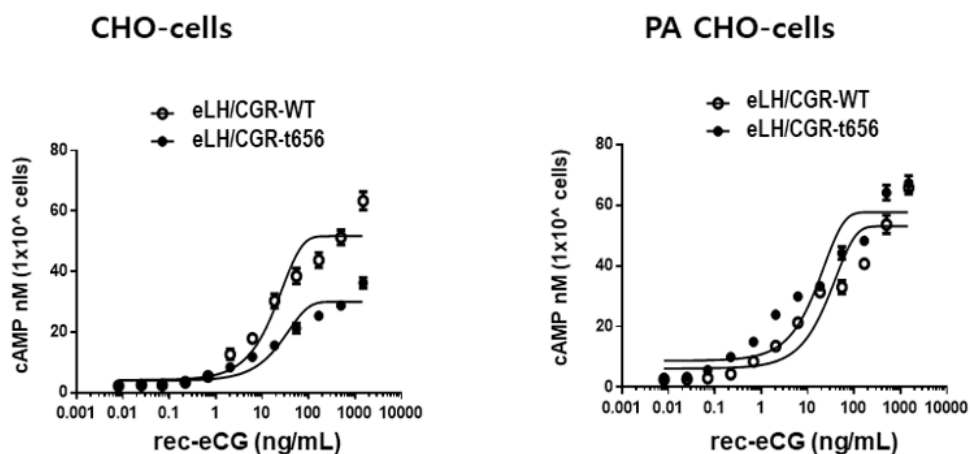 CHO-cells
eLH/CGR-WT
eLH/CGR-t656
cAMP nM (1x10^ cells)
80
60
40
20
0
0.001 0.01 0.1 1 10 100 1000 10000
rec-eCG (ng/mL)
PA CHO-cells
eLH/CGR-WT
eLH/CGR-t656
cAMP nM (1x10^ cells)
80
60
40
20
0
0.001 0.01 0.1 1 10 100 1000 10000
rec-eCG (ng/mL)